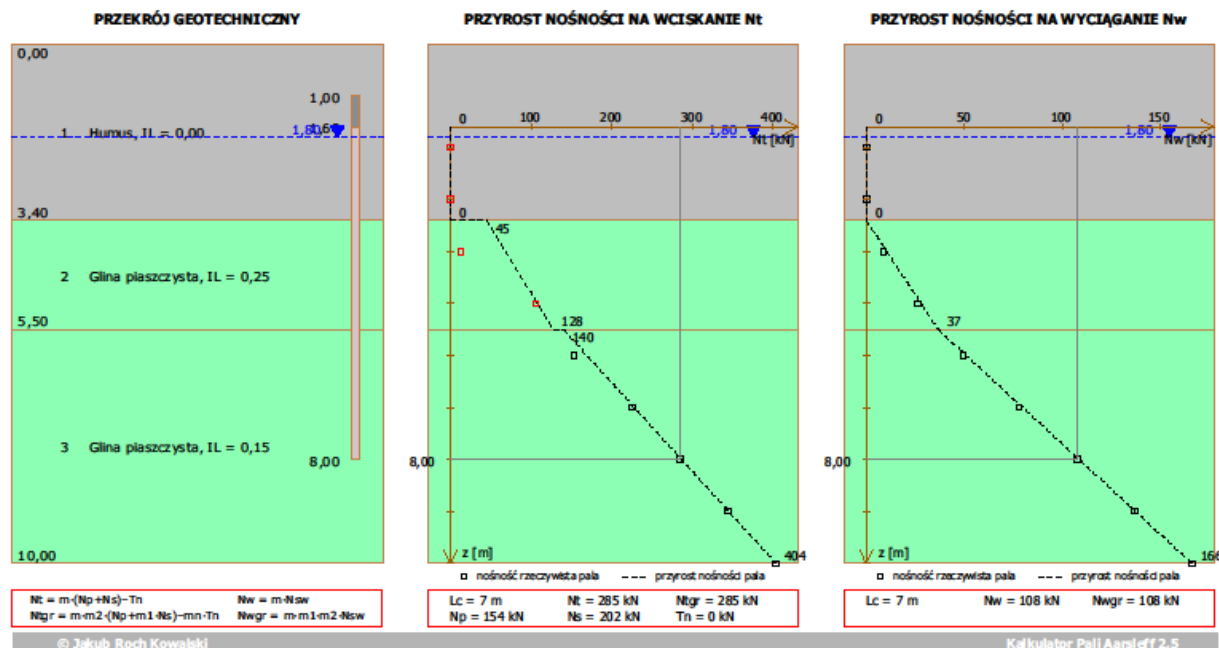 PRZEKRÓJ GEOTECHNICZNY
PRZYROST NOŚNOŚCI NA WCISKANIE Nt
PRZYROST NOŚNOŚCI NA WYCIĄGANIE Nw
0,00
1,00
1 Humus, IL = 0,00
1,80
3,40
2 Glina piaszczysta, IL = 0,25
5,50
3 Glina piaszczysta, IL = 0,15
8,00
10,00
0 100 200 300 400
1,80
Nt [kN]
0
45
128
140
8,00
z [m]
404
0 50 100 150
1,80
Nw [kN]
0
37
8,00
z [m]
166
nośność rzeczywista pala przyrost nośności pala
nośność rzeczywista pala przyrost nośności pala
Nt = m·(Np+Ns)−Tn Nw = m·Nsw
Ntgr = m·m2·(Np+m1·Ns)−mn·Tn Nwgr = m·m1·m2·Nsw
Lc = 7 m Nt = 285 kN Ntgr = 285 kN
Np = 154 kN Ns = 202 kN Tn = 0 kN
Lc = 7 m Nw = 108 kN Nwgr = 108 kN
© Jakub Roch Kowalski
Kalkulator Pali Aarsleff 2.5